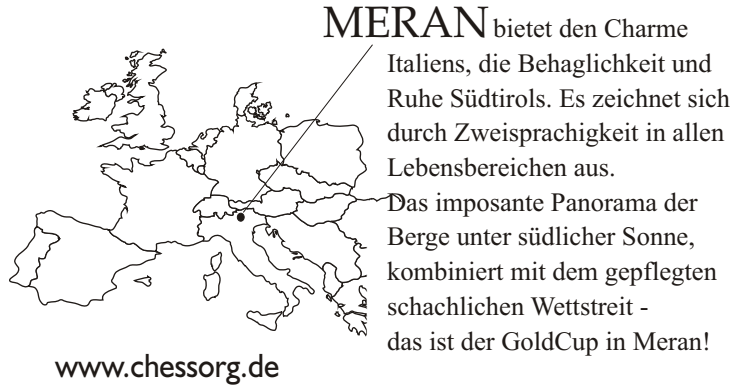 MERAN bietet den Charme
Italiens, die Behaglichkeit und
Ruhe Südtirols. Es zeichnet sich
durch Zweisprachigkeit in allen
Lebensbereichen aus.
Das imposante Panorama der
Berge unter südlicher Sonne,
kombiniert mit dem gepflegten
schachlichen Wettstreit -
das ist der GoldCup in Meran!
www.chessorg.de